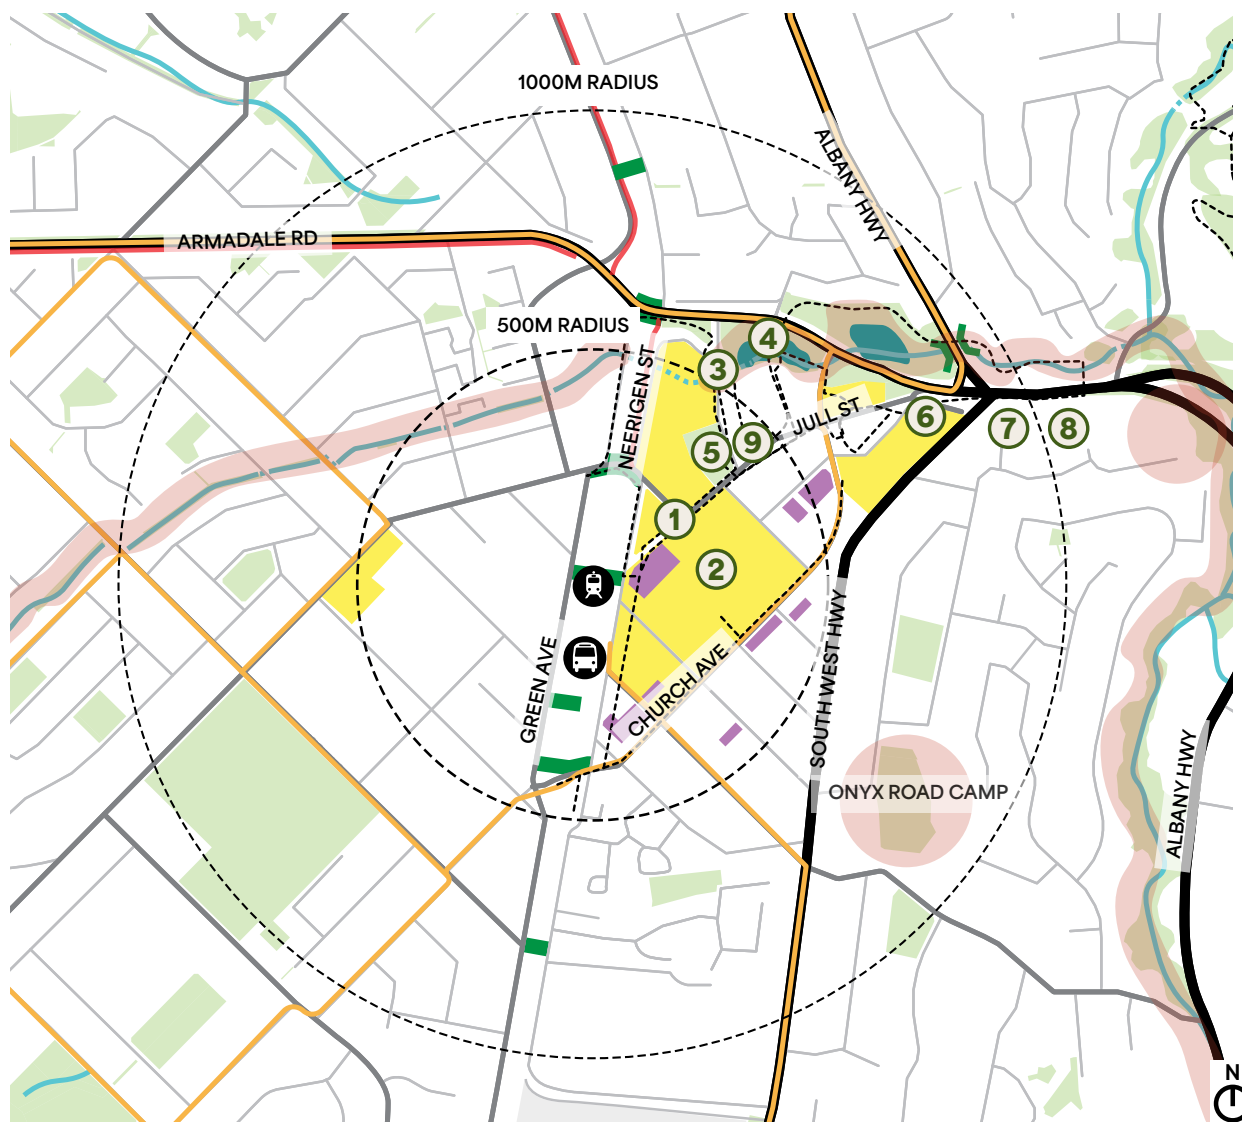 1000M RADIUS
ALBANY HWY
ARMADALE RD
500M RADIUS
NEERIGEN ST
4
3
JULL ST
6
7
8
5
9
1
2
GREEN AVE
CHURCH AVE
SOUTH WEST HWY
ONYX ROAD CAMP
ALBANY HWY
N